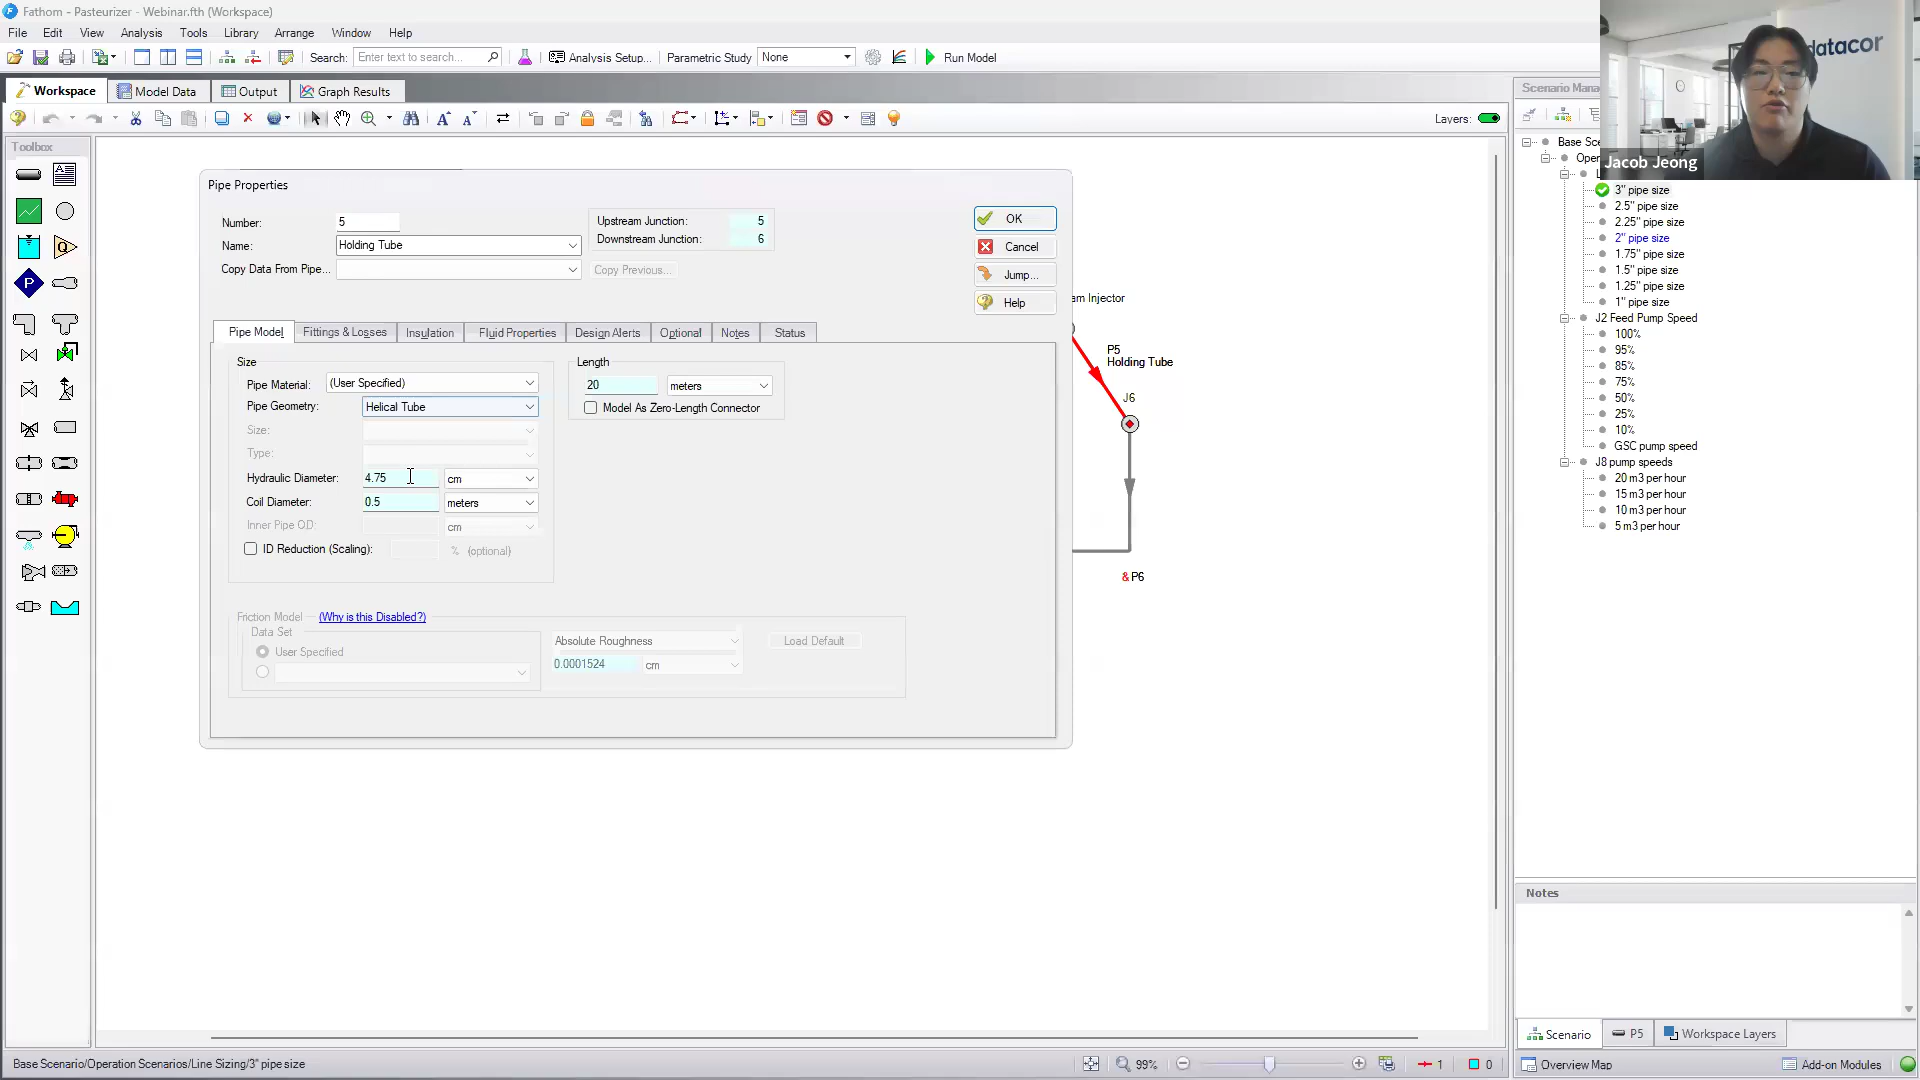 Fathom - Pasteurizer - Webinar.fth (Workspace)
File Edit View Analysis Tools Library Arrange Window Help
Search: Enter text to search... Analysis Setup... Parametric Study None Run Model
Workspace Model Data Output Graph Results
Layers:
Toolbox
Pipe Properties
Number: 5
Name: Holding Tube
Copy Data From Pipe... Copy Previous...
Upstream Junction: 5
Downstream Junction: 6
OK
Cancel
Jump...
Help
Pipe Model Fittings & Losses Insulation Fluid Properties Design Alerts Optional Notes Status
Size
Pipe Material: (User Specified)
Pipe Geometry: Helical Tube
Size:
Type:
Hydraulic Diameter: 4.75 cm
Coil Diameter: 0.5 meters
Inner Pipe O.D: cm
ID Reduction (Scaling): % (optional)
Length
20 meters
Model As Zero-Length Connector
Friction Model (Why is this Disabled?)
Data Set
User Specified
Absolute Roughness
0.0001524 cm
Load Default
am Injector
P5
Holding Tube
J6
& P6
datacor
Jacob Jeong
Scenario Mana
Base Sce
Oper
L
3" pipe size
2.5" pipe size
2.25" pipe size
2" pipe size
1.75" pipe size
1.5" pipe size
1.25" pipe size
1" pipe size
J2 Feed Pump Speed
100%
95%
85%
75%
50%
25%
10%
GSC pump speed
J8 pump speeds
20 m3 per hour
15 m3 per hour
10 m3 per hour
5 m3 per hour
Notes
Scenario P5 Workspace Layers
Overview Map Add-on Modules
Base Scenario/Operation Scenarios/Line Sizing/3" pipe size
99% 1 0